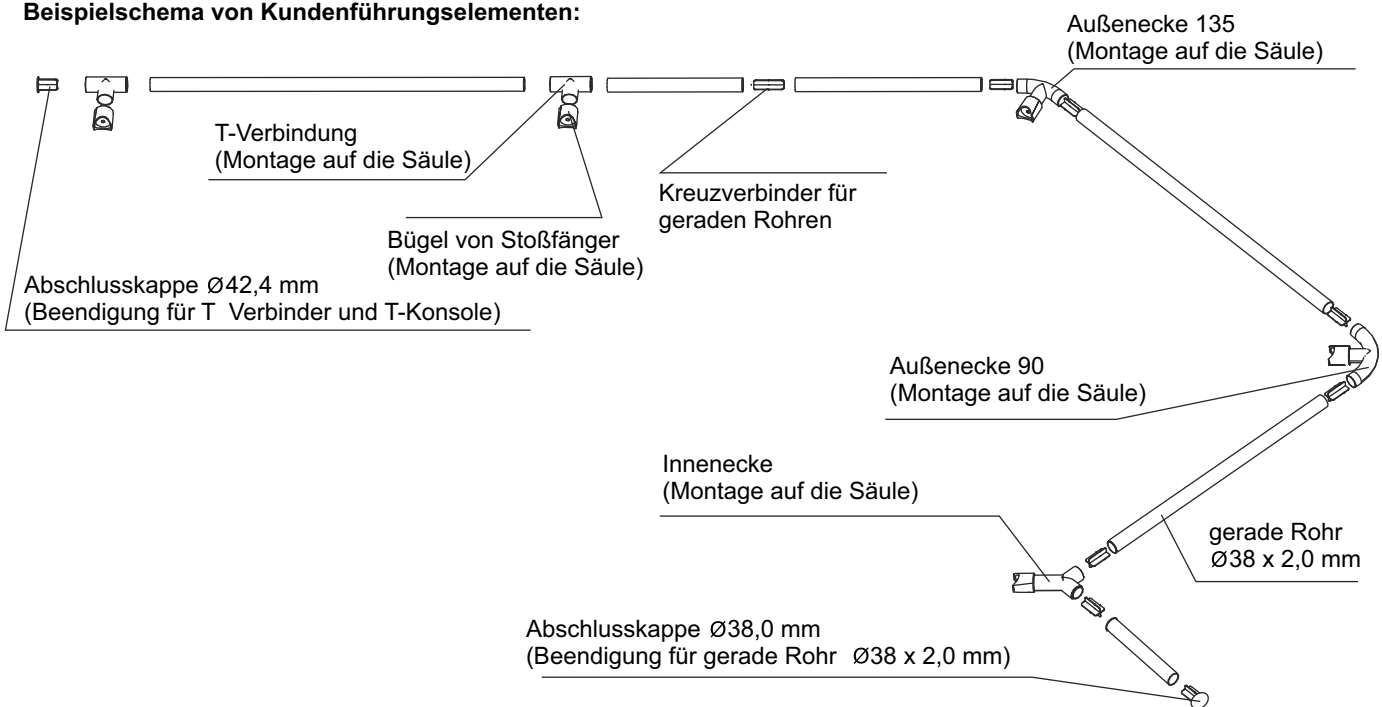 Beispielschema von Kundenführungselementen:
Außenecke 135
(Montage auf die Säule)
T-Verbindung
(Montage auf die Säule)
Kreuzverbinder für
geraden Rohren
Bügel von Stoßfänger
(Montage auf die Säule)
Abschlusskappe Ø42,4 mm
(Beendigung für T Verbinder und T-Konsole)
Außenecke 90
(Montage auf die Säule)
Innenecke
(Montage auf die Säule)
gerade Rohr
Ø38 x 2,0 mm
Abschlusskappe Ø38,0 mm
(Beendigung für gerade Rohr Ø38 x 2,0 mm)